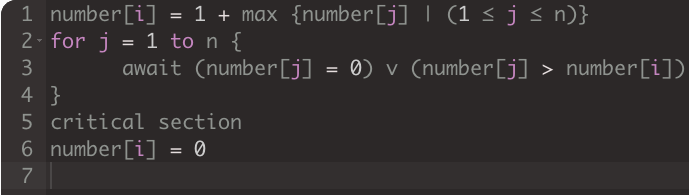 1 number[i] = 1 + max {number[j] | (1 ≤ j ≤ n)}
2 for j = 1 to n {
3 await (number[j] = 0) ∨ (number[j] > number[i])
4 }
5 critical section
6 number[i] = 0
7